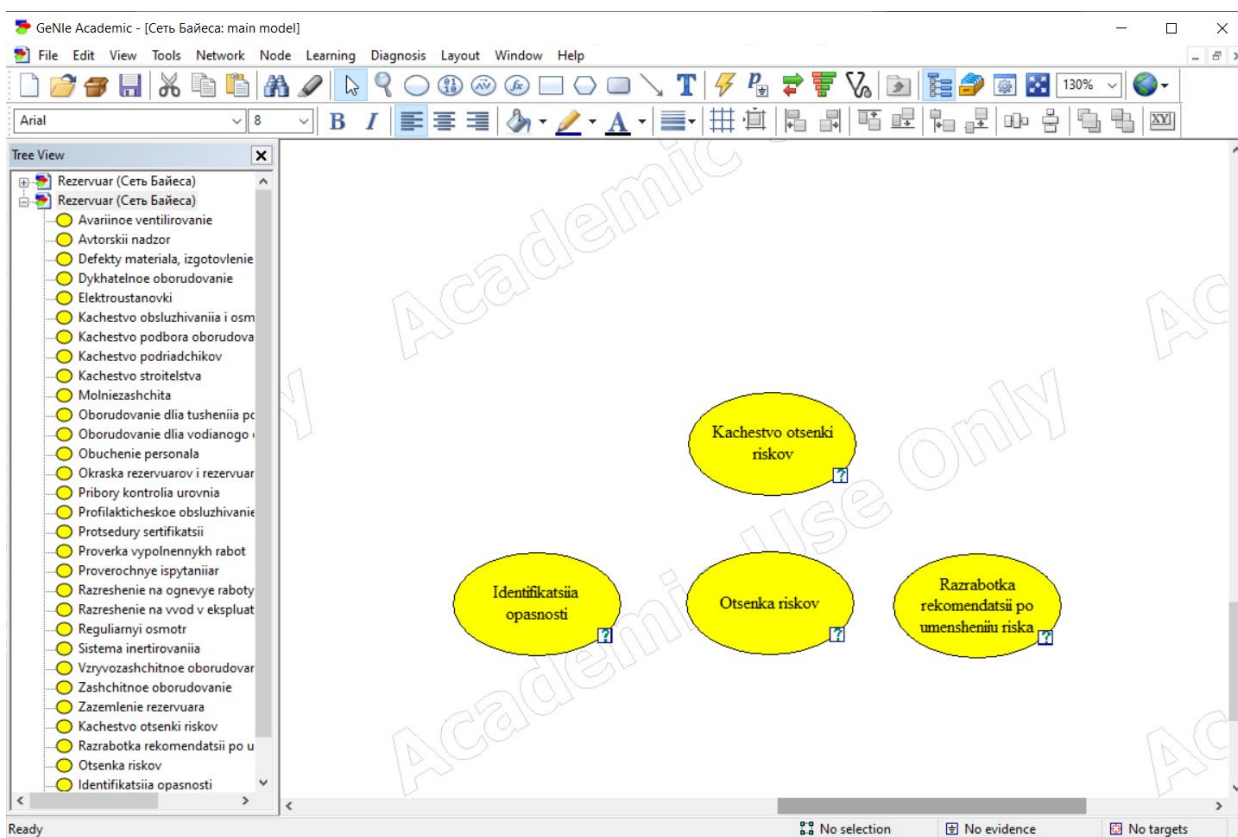 GeNIe Academic - [Сеть Байеса: main model]
File Edit View Tools Network Node Learning Diagnosis Layout Window Help
130%
Arial 8 B I A
Tree View
Rezervuar (Сеть Байеса)
Rezervuar (Сеть Байеса)
Avariinoe ventilirovanie
Avtorskii nadzor
Defekty materiala, izgotovlenie
Dykhatelnoe oborudovanie
Elektroustanovki
Kachestvo obsluzhivaniia i osm
Kachestvo podbora oborudova
Kachestvo podriadchikov
Kachestvo stroitelstva
Molniezashchita
Oborudovanie dlia tusheniia po
Oborudovanie dlia vodianogo
Obuchenie personala
Okraska rezervuarov i rezervuar
Pribory kontrolia urovnia
Profilakticheskoe obsluzhivanie
Protsedury sertifikatsii
Proverka vypolnennykh rabot
Proverochnye ispytaniiar
Razreshenie na ognevye raboty
Razreshenie na vvod v ekspluat
Reguliarnyi osmotr
Sistema inertirovaniia
Vzryvozashchitnoe oborudovar
Zashchitnoe oborudovanie
Zazemlenie rezervuara
Kachestvo otsenki riskov
Razrabotka rekomendatsii po u
Otsenka riskov
Identifikatsiia opasnosti
Kachestvo otsenki
riskov
Identifikatsiia
opasnosti
Otsenka riskov
Razrabotka
rekomendatsii po
umensheniiu riska
Academic Use Only
Ready No selection No evidence No targets